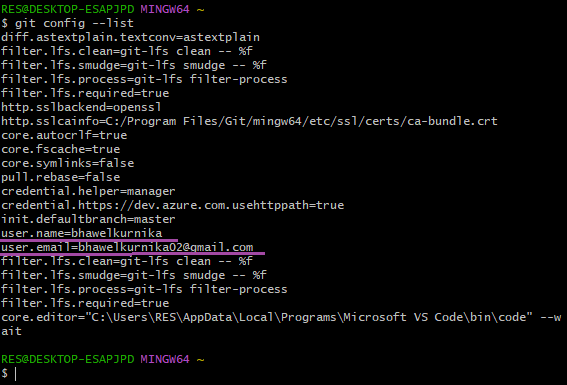 RES@DESKTOP-ESAPJPD MINGW64 ~
$ git config --list
diff.astextplain.textconv=astextplain
filter.lfs.clean=git-lfs clean -- %f
filter.lfs.smudge=git-lfs smudge -- %f
filter.lfs.process=git-lfs filter-process
filter.lfs.required=true
http.sslbackend=openssl
http.sslcainfo=C:/Program Files/Git/mingw64/etc/ssl/certs/ca-bundle.crt
core.autocrlf=true
core.fscache=true
core.symlinks=false
pull.rebase=false
credential.helper=manager
credential.https://dev.azure.com.usehttppath=true
init.defaultbranch=master
user.name=bhawelkurnika
user.email=bhawelkurnika02@gmail.com
filter.lfs.clean=git-lfs clean -- %f
filter.lfs.smudge=git-lfs smudge -- %f
filter.lfs.process=git-lfs filter-process
filter.lfs.required=true
core.editor="C:\Users\RES\AppData\Local\Programs\Microsoft VS Code\bin\code" --w
ait
RES@DESKTOP-ESAPJPD MINGW64 ~
$